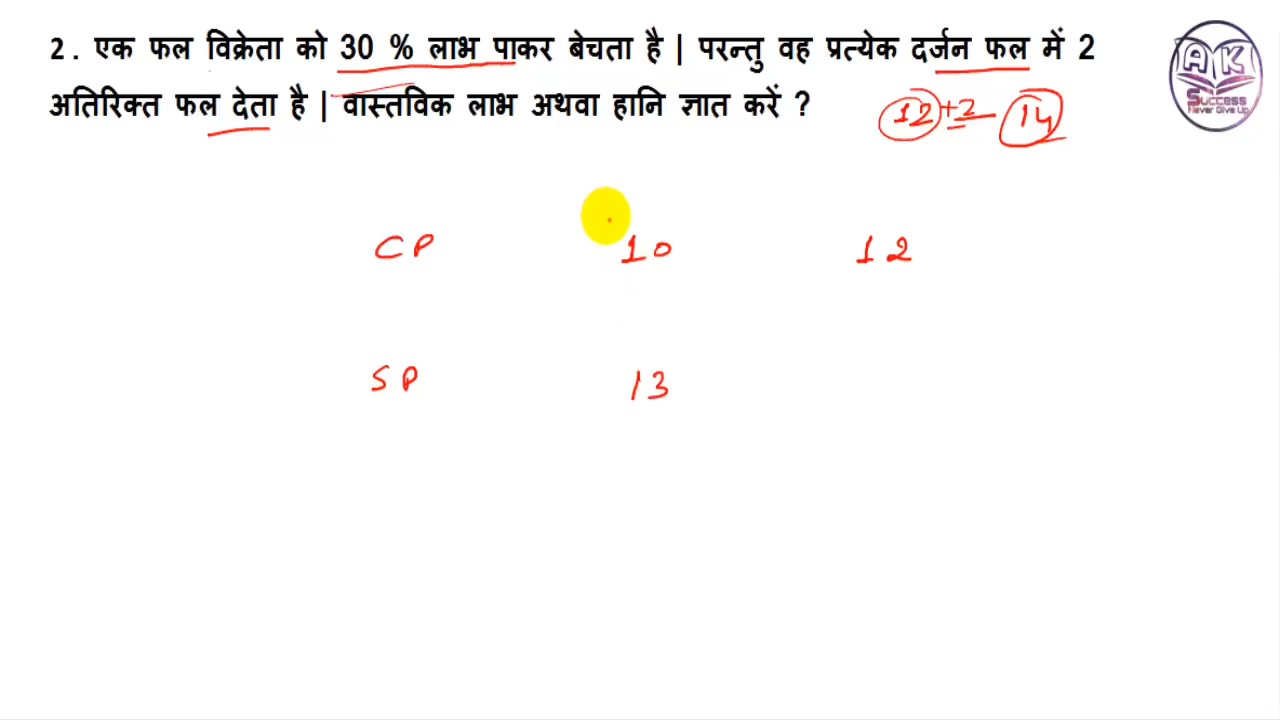 2 . एक फल विक्रेता को 30 % लाभ पाकर बेचता है | परन्तु वह प्रत्येक दर्जन फल में 2
अतिरिक्त फल देता है | वास्तविक लाभ अथवा हानि ज्ञात करें ?
12 +2 14
AK
Success
Never Give Up
CP 10 12
SP 13